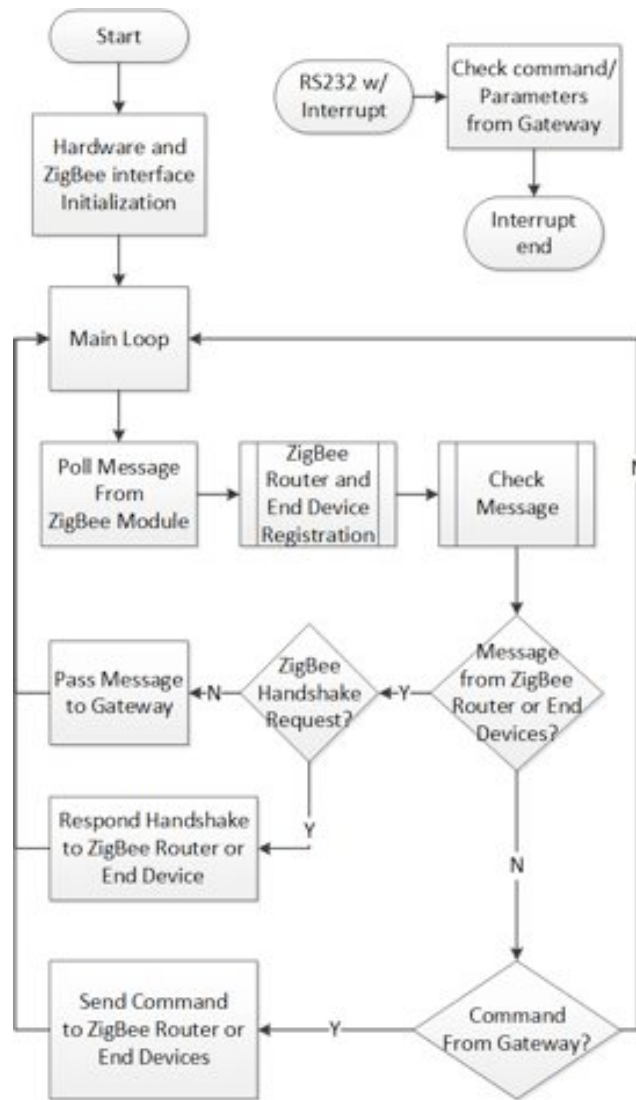 Start
RS232 w/
Interrupt
Check command/
Parameters
from Gateway
Hardware and
ZigBee interface
Initialization
Interrupt
end
Main Loop
Poll Message
From
ZigBee Module
ZigBee
Router and
End Device
Registration
Check
Message
N
Pass Message
to Gateway
N
ZigBee
Handshake
Request?
Y
Message
from ZigBee
Router or End
Devices?
Y
Respond Handshake
to ZigBee Router or
End Device
N
Send Command
to ZigBee Router or
End Devices
Y
Command
From Gateway?